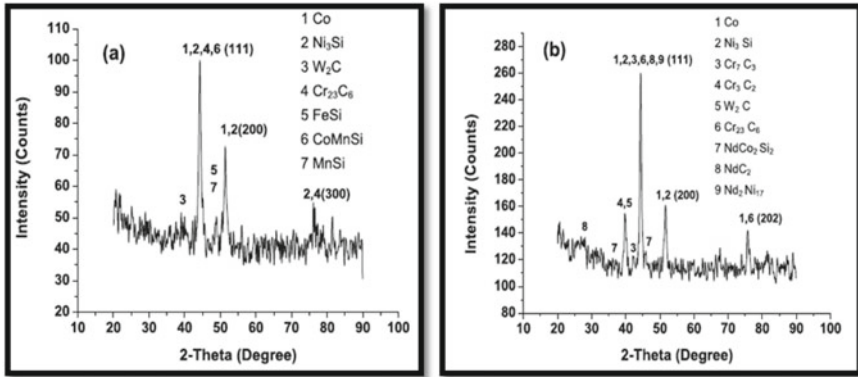 (a)
1,2,4,6 (111)
1 Co
2 Ni₃Si
3 W₂C
4 Cr₂₃C₆
5 FeSi
6 CoMnSi
7 MnSi
1,2(200)
5
7
3
2,4(300)
110
100
90
80
70
60
50
40
30
20
10 20 30 40 50 60 70 80 90 100
Intensity (Counts)
2-Theta (Degree)
(b)
1,2,3,6,8,9 (111)
1 Co
2 Ni₃ Si
3 Cr₇ C₃
4 Cr₃ C₂
5 W₂ C
6 Cr₂₃ C₆
7 NdCo₂ Si₂
8 NdC₂
9 Nd₂ Ni₁₇
4,5
1,2 (200)
8
7
3
7
1,6 (202)
300
280
260
240
220
200
180
160
140
120
100
80
10 20 30 40 50 60 70 80 90 100
Intensity (Counts)
2-Theta (Degree)